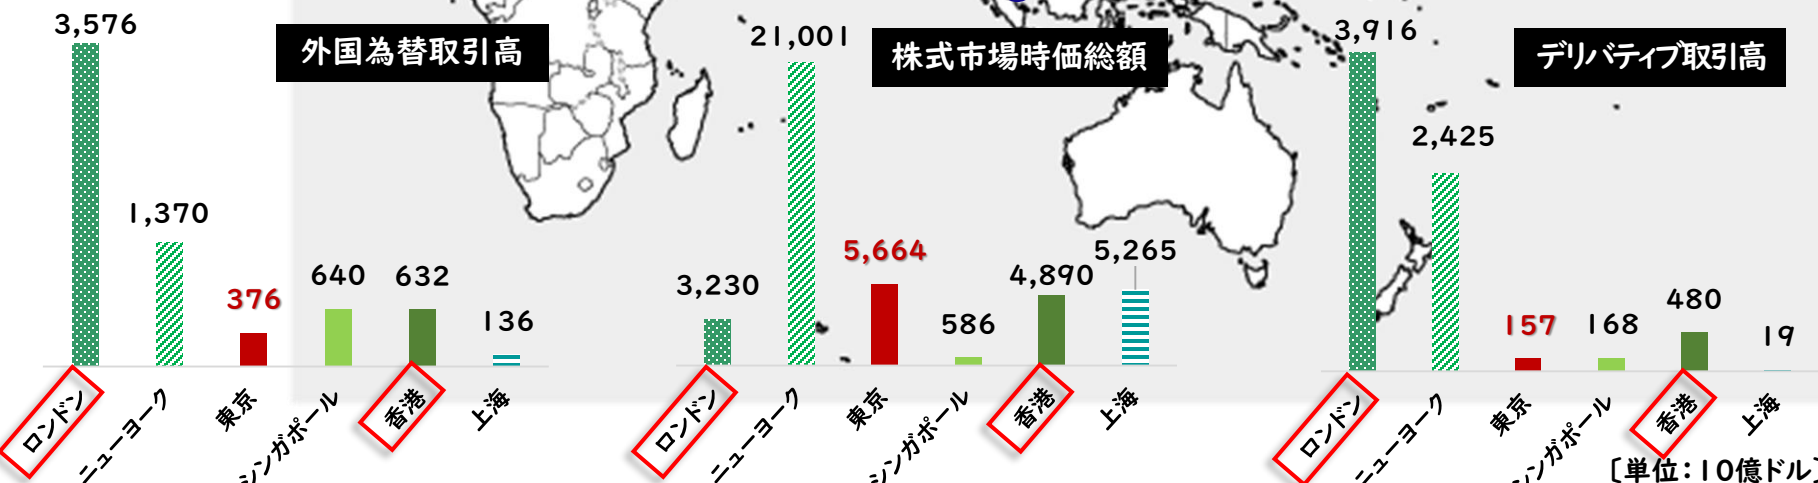 外国為替取引高
3,576
1,370
376
640
632
136
ロンドン
ニューヨーク
東京
シンガポール
香港
上海
株式市場時価総額
3,230
21,001
5,664
586
4,890
5,265
ロンドン
ニューヨーク
東京
シンガポール
香港
上海
デリバティブ取引高
3,916
2,425
157
168
480
19
ロンドン
ニューヨーク
東京
シンガポール
香港
上海
〔単位：10億ドル〕